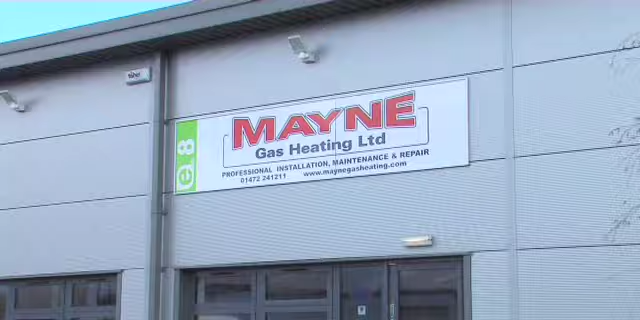 e8
MAYNE
Gas Heating Ltd
PROFESSIONAL INSTALLATION, MAINTENANCE & REPAIR
01472 241211 www.maynegasheating.com